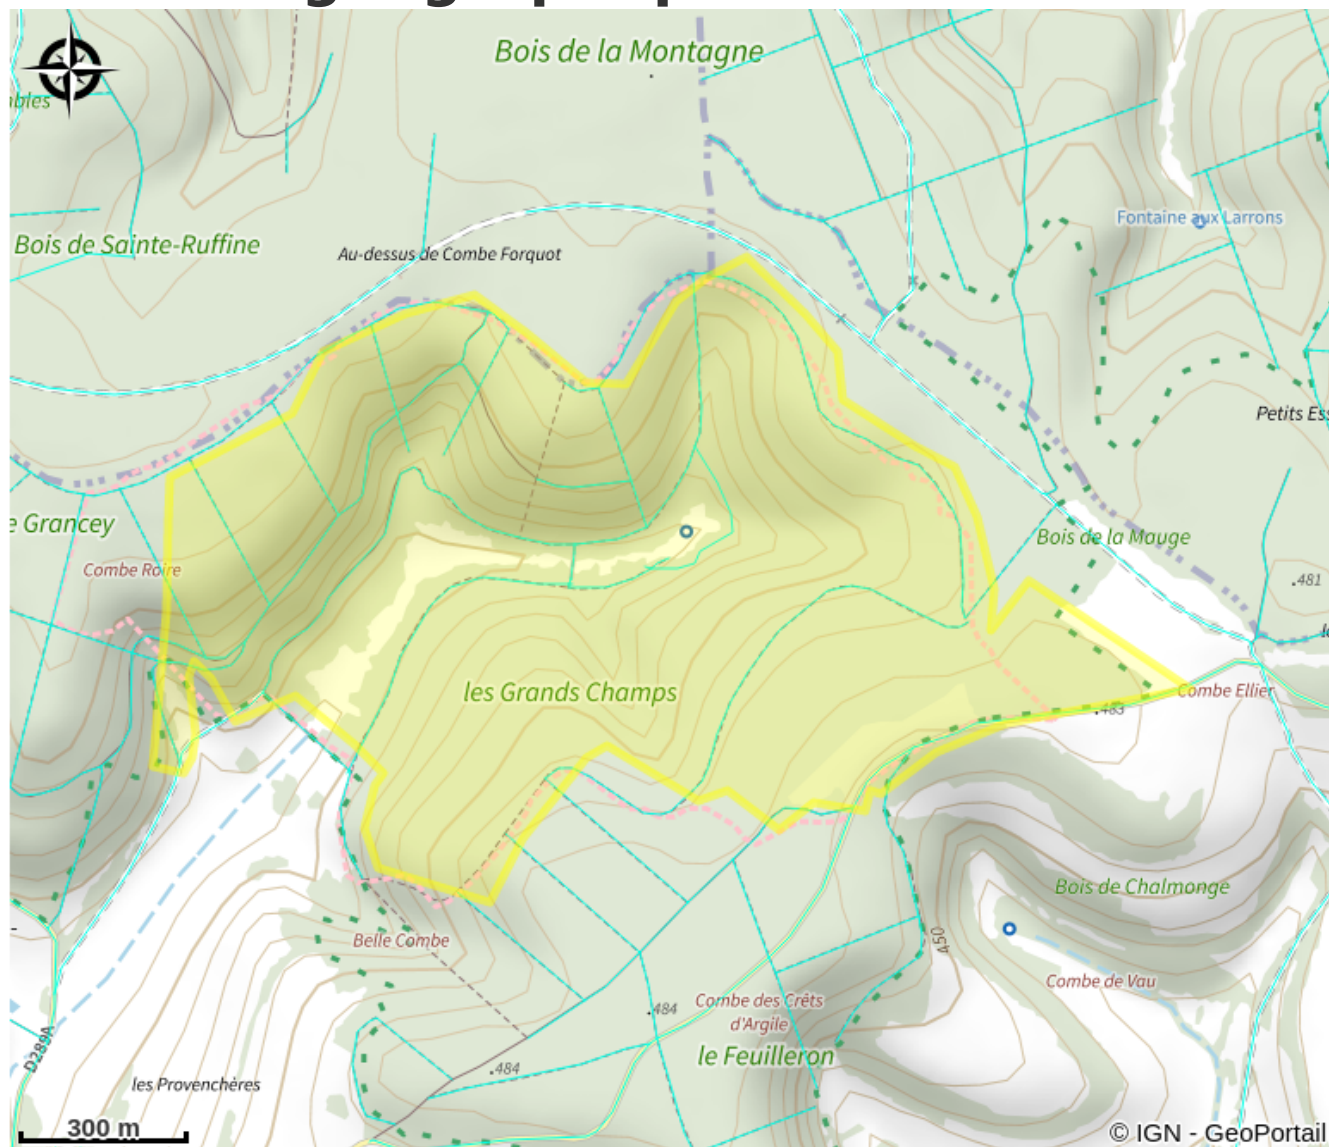 Bois de la Montagne
Fontaine aux Larrons
Bois de Sainte-Ruffine
Au-dessus de Combe Forquot
Grancey
Bois de la Mauge
Combe Roire
.481
les Grands Champs
Combe Ellier
.483
Bois de Chalmonge
450
Belle Combe
Combe de Vau
Combe des Crêts
d'Argile
.484
D289A
le Feuilleron
.484
les Provenchères
300 m
© IGN - GeoPortail